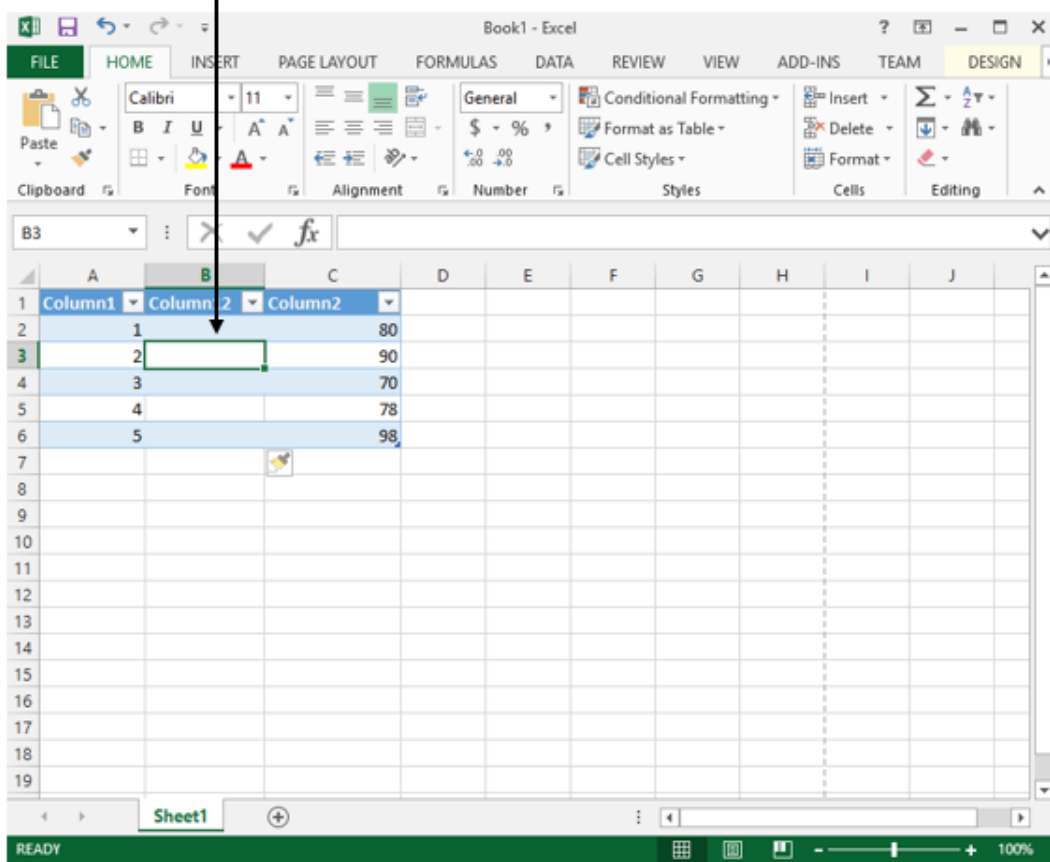 Book1 - Excel
FILE HOME INSERT PAGE LAYOUT FORMULAS DATA REVIEW VIEW ADD-INS TEAM DESIGN
Calibri 11 General Conditional Formatting Insert
Paste B I U A A $ % , Format as Table Delete
A Cell Styles Format
Clipboard Font Alignment Number Styles Cells Editing
B3 fx
A B C D E F G H I J
1 Column1 Column12 Column2
2 1 80
3 2 90
4 3 70
5 4 78
6 5 98
7
8
9
10
11
12
13
14
15
16
17
18
19
Sheet1
READY 100%